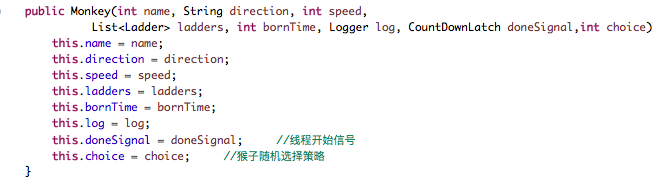 public Monkey(int name, String direction, int speed,
List<Ladder> ladders, int bornTime, Logger log, CountDownLatch doneSignal,int choice)
this.name = name;
this.direction = direction;
this.speed = speed;
this.ladders = ladders;
this.bornTime = bornTime;
this.log = log;
this.doneSignal = doneSignal; //线程开始信号
this.choice = choice; //猴子随机选择策略
}